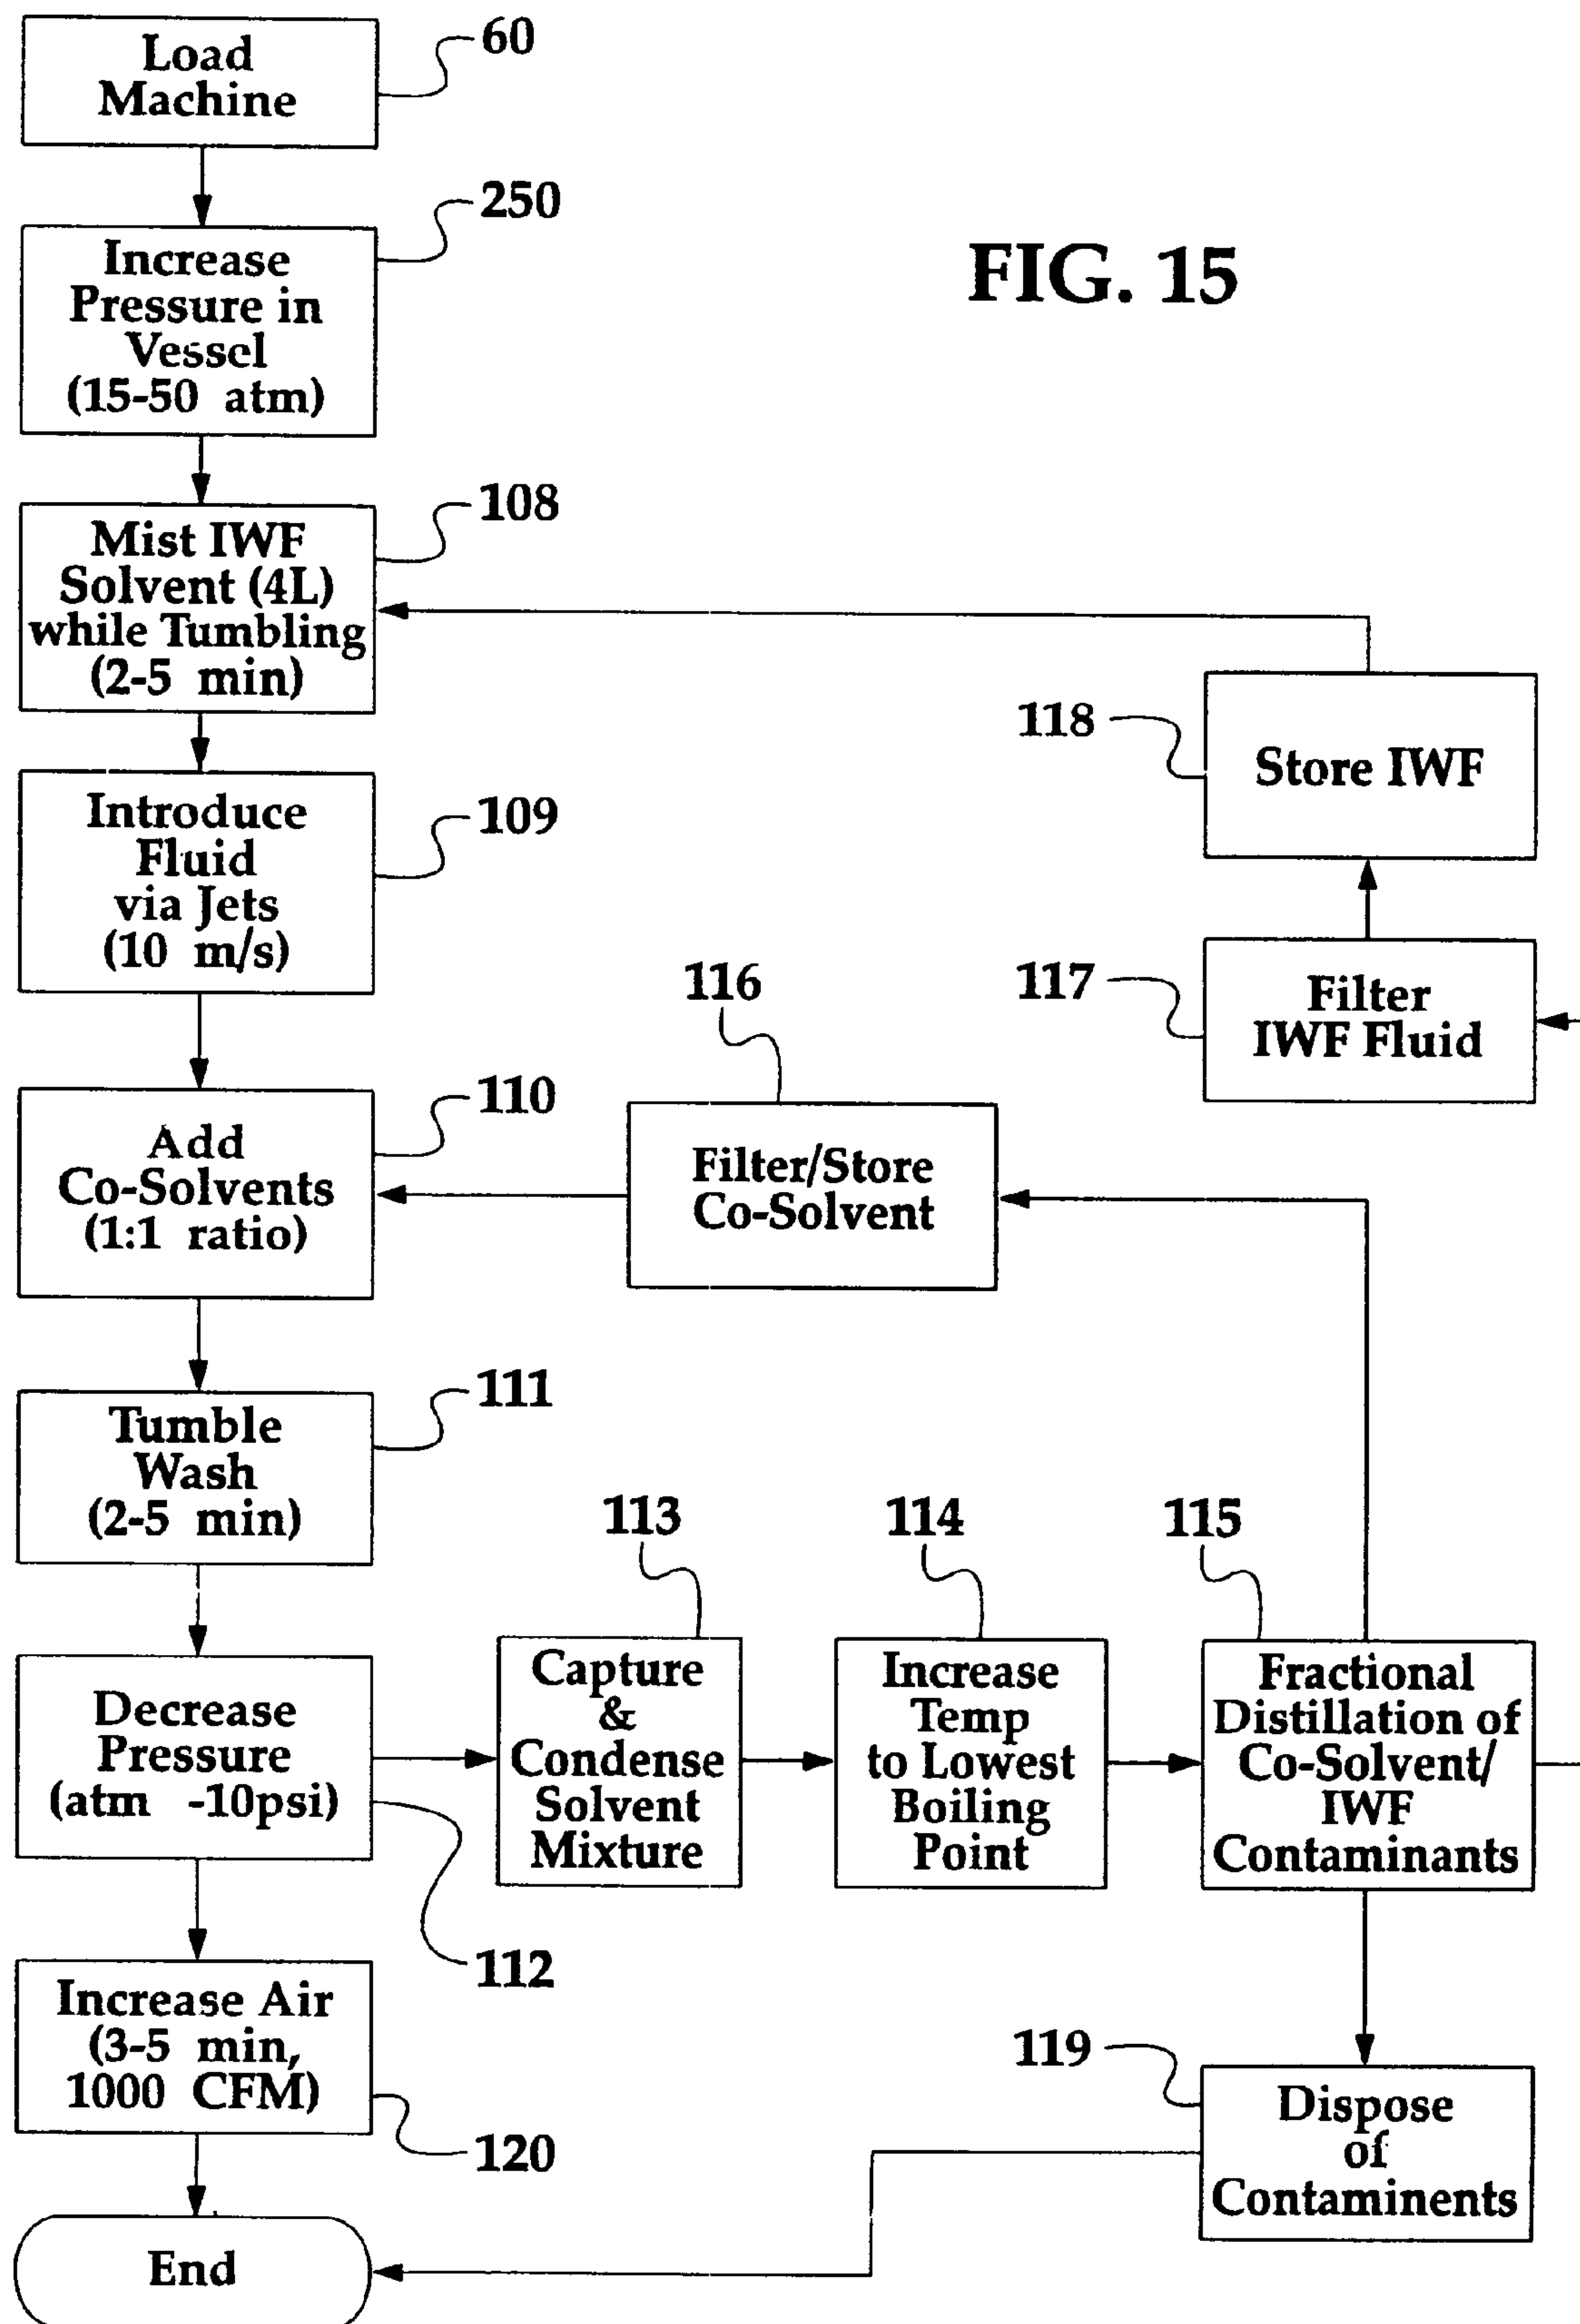 Load
Machine
60
250
Increase
Pressure in
Vessel
(15-50 atm)
FIG. 15
108
Mist IWF
Solvent (4L)
while Tumbling
(2-5 min)
118
Store IWF
109
Introduce
Fluid
via Jets
(10 m/s)
116
117
Filter
IWF Fluid
110
Add
Co-Solvents
(1:1 ratio)
Filter/Store
Co-Solvent
111
Tumble
Wash
(2-5 min)
113
114
115
Decrease
Pressure
(atm -10psi)
Capture
&
Condense
Solvent
Mixture
Increase
Temp
to Lowest
Boiling
Point
Fractional
Distillation of
Co-Solvent/
IWF
Contaminants
112
Increase Air
(3-5 min,
1000 CFM)
120
119
Dispose
of
Contaminents
End